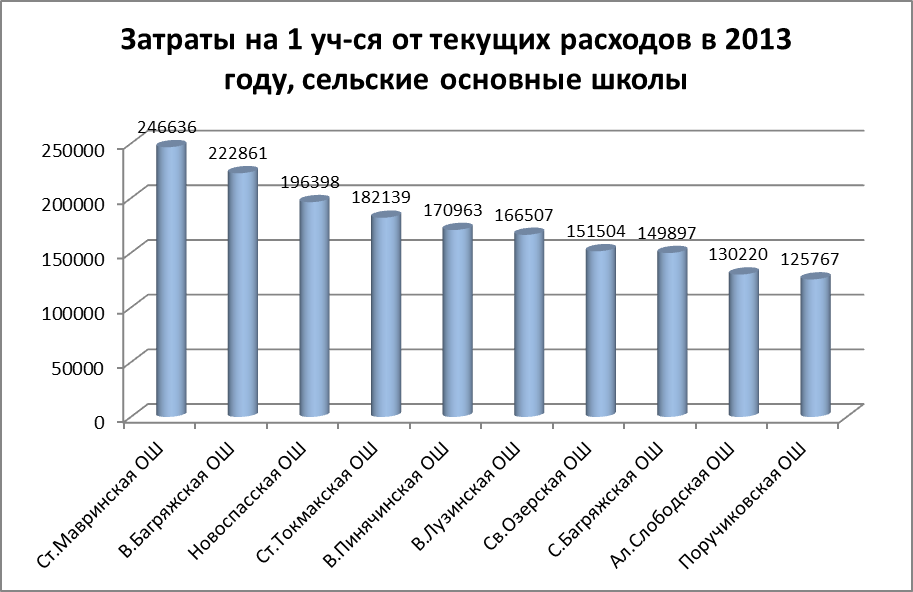 Затраты на 1 уч-ся от текущих расходов в 2013
году, сельские основные школы
246636
222861
196398
182139
170963
166507
151504
149897
130220
125767
250000
200000
150000
100000
50000
0
Ст.Мавринская ОШ
В.Багряжская ОШ
Новоспасская ОШ
Ст.Токмакская ОШ
В.Пинячинская ОШ
В.Лузинская ОШ
Св.Озерская ОШ
С.Багряжская ОШ
Ал.Слободская ОШ
Поручиковская ОШ